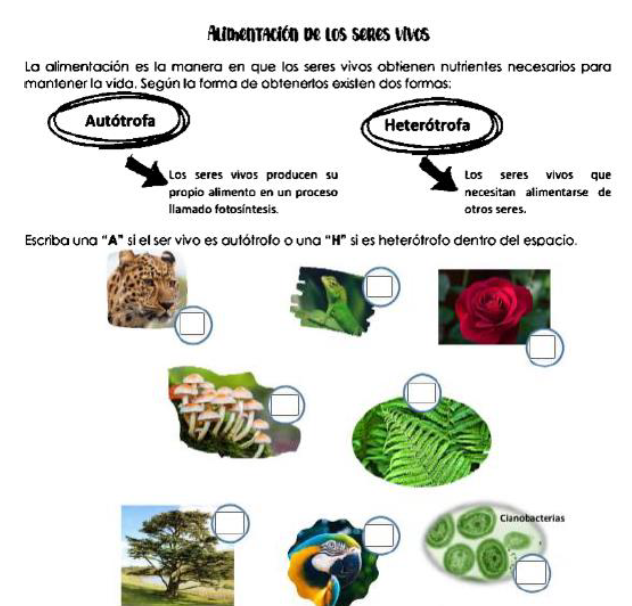 Alimentación de los seres vivos
La alimentación es la manera en que los seres vivos obtienen nutrientes necesarios para
mantener la vida. Según la forma de obtenerlos existen dos formas:
Autótrofa
Heterótrofa
Los seres vivos producen su
propio alimento en un proceso
llamado fotosíntesis.
Los seres vivos que
necesitan alimentarse de
otros seres.
Escriba una “A” si el ser vivo es autótrofo o una “H” si es heterótrofo dentro del espacio.
Cianobacterias